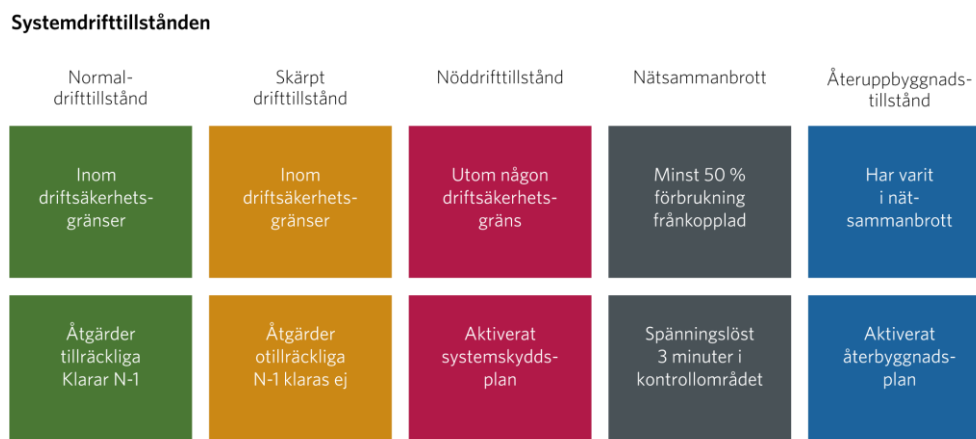 Systemdrifttillstånden
Normal-
drifttillstånd
Skärpt
drifttillstånd
Nöddrifttillstånd
Nätsammanbrott
Återuppbyggnads-
tillstånd
Inom
driftsäkerhets-
gränser
Inom
driftsäkerhets-
gränser
Utom någon
driftsäkerhets-
gräns
Minst 50 %
förbrukning
frånkopplad
Har varit
i nät-
sammanbrott
Åtgärder
tillräckliga
Klarar N-1
Åtgärder
otillräckliga
N-1 klaras ej
Aktiverat
systemskydds-
plan
Spänningslöst
3 minuter i
kontrollområdet
Aktiverat
återbyggnads-
plan